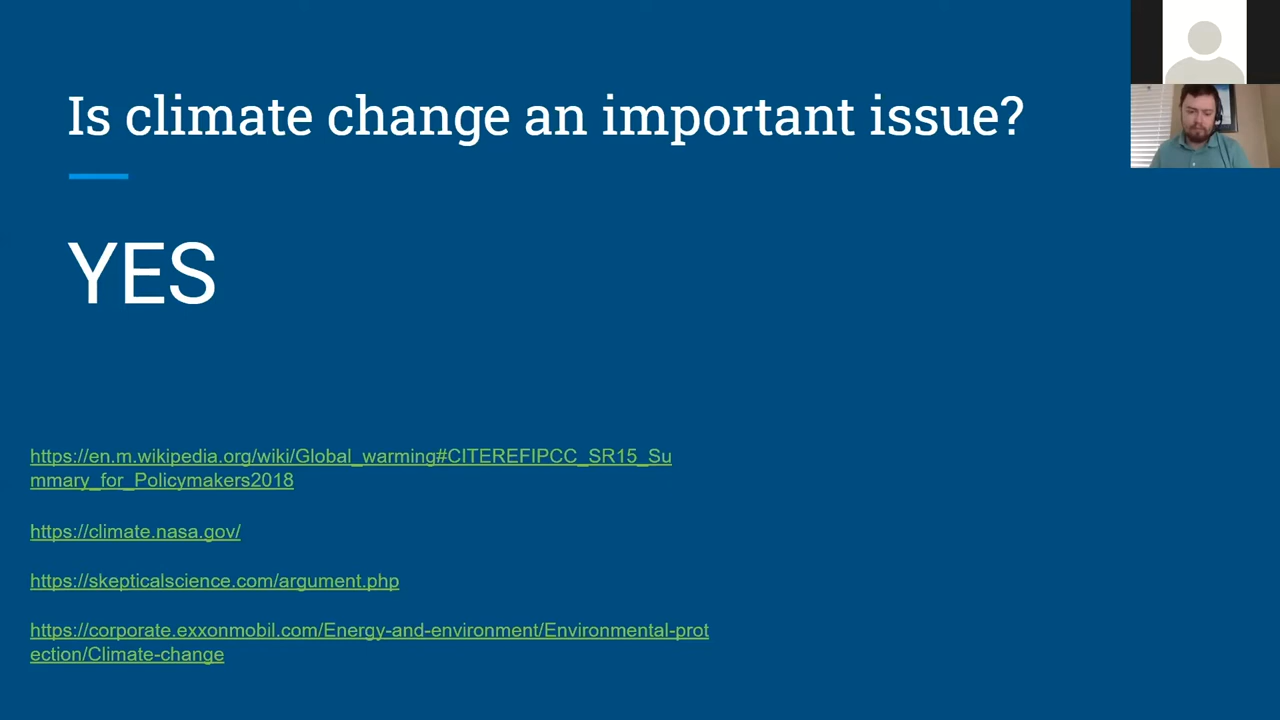 Is climate change an important issue?
YES
https://en.m.wikipedia.org/wiki/Global_warming#CITEREFIPCC_SR15_Su
mmary_for_Policymakers2018
https://climate.nasa.gov/
https://skepticalscience.com/argument.php
https://corporate.exxonmobil.com/Energy-and-environment/Environmental-prot
ection/Climate-change